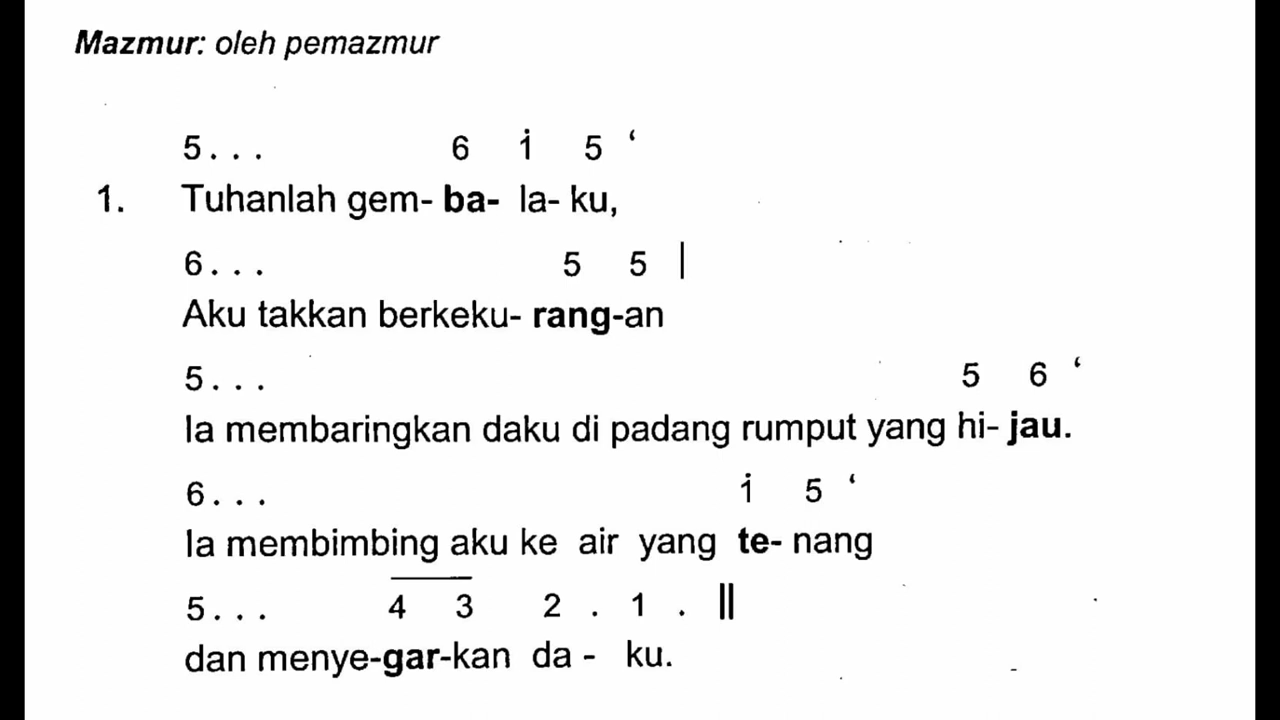 Mazmur: oleh pemazmur
5 . . . 6 i 5 ‘
1. Tuhanlah gem- ba- la- ku,
6 . . . 5 5 |
Aku takkan berkeku- rang-an
5 . . . 5 6 ‘
Ia membaringkan daku di padang rumput yang hi- jau.
6 . . . i 5 ‘
Ia membimbing aku ke air yang te- nang
5 . . . 4 3 2 . 1 . ||
dan menye-gar-kan da - ku.